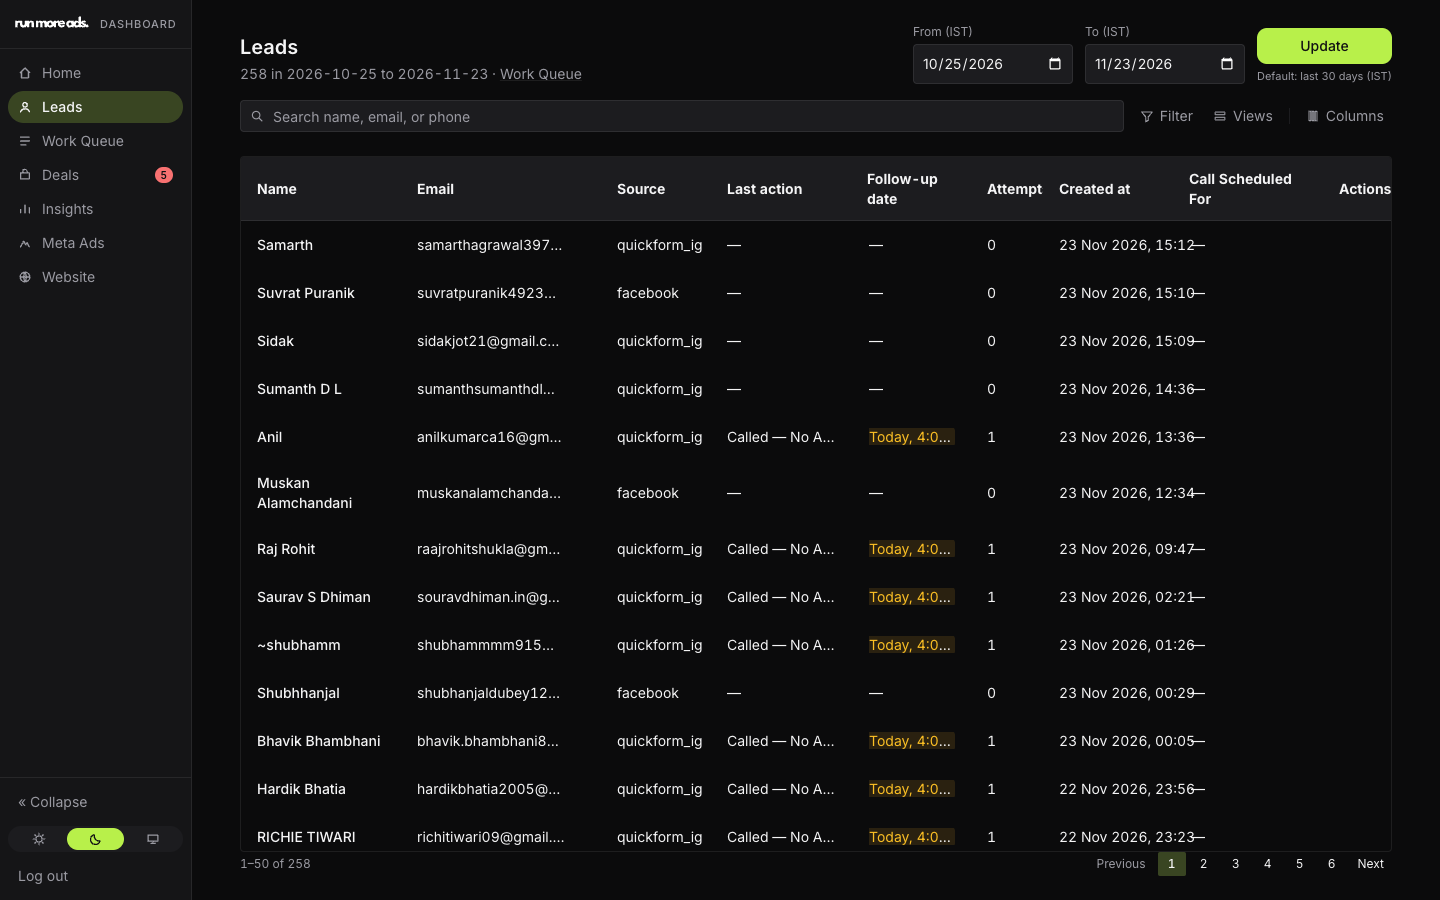 run more ads. DASHBOARD
Home
Leads
Work Queue
Deals 5
Insights
Meta Ads
Website
« Collapse
Log out
Leads
258 in 2026-10-25 to 2026-11-23 · Work Queue
From (IST)
10/25/2026
To (IST)
11/23/2026
Update
Default: last 30 days (IST)
Search name, email, or phone
Filter
Views
Columns
Name Email Source Last action Follow-up date Attempt Created at Call Scheduled For Actions
Samarth samarthagrawal397... quickform_ig — — 0 23 Nov 2026, 15:12 —
Suvrat Puranik suvratpuranik4923... facebook — — 0 23 Nov 2026, 15:10 —
Sidak sidakjot21@gmail.c... quickform_ig — — 0 23 Nov 2026, 15:09 —
Sumanth D L sumanthsumanthdl... quickform_ig — — 0 23 Nov 2026, 14:36 —
Anil anilkumarca16@gm... quickform_ig Called — No A... Today, 4:0... 1 23 Nov 2026, 13:36 —
Muskan Alamchandani muskanalamchanda... facebook — — 0 23 Nov 2026, 12:34 —
Raj Rohit raajrohitshukla@gm... quickform_ig Called — No A... Today, 4:0... 1 23 Nov 2026, 09:47 —
Saurav S Dhiman souravdhiman.in@g... quickform_ig Called — No A... Today, 4:0... 1 23 Nov 2026, 02:21 —
~shubhamm shubhammmm915... quickform_ig Called — No A... Today, 4:0... 1 23 Nov 2026, 01:26 —
Shubhhanjal shubhanjaldubey12... facebook — — 0 23 Nov 2026, 00:29 —
Bhavik Bhambhani bhavik.bhambhani8... quickform_ig Called — No A... Today, 4:0... 1 23 Nov 2026, 00:05 —
Hardik Bhatia hardikbhatia2005@... quickform_ig Called — No A... Today, 4:0... 1 22 Nov 2026, 23:56 —
RICHIE TIWARI richitiwari09@gmail.... quickform_ig Called — No A... Today, 4:0... 1 22 Nov 2026, 23:23 —
1–50 of 258
Previous 1 2 3 4 5 6 Next